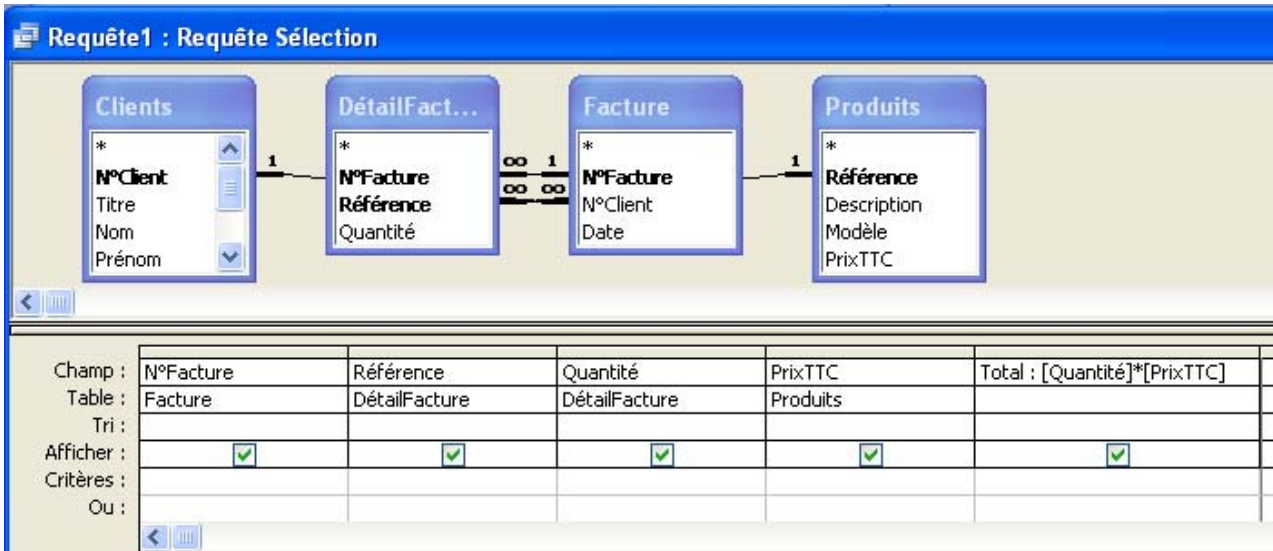 Requête1 : Requête Sélection
Clients
*
N°Client
Titre
Nom
Prénom
DétailFact...
*
N°Facture
Référence
Quantité
Facture
*
N°Facture
N°Client
Date
Produits
*
Référence
Description
Modèle
PrixTTC
1
∞ 1
∞ ∞
1
Champ : N°Facture Référence Quantité PrixTTC Total : [Quantité]*[PrixTTC]
Table : Facture DétailFacture DétailFacture Produits
Tri :
Afficher :
Critères :
Ou :